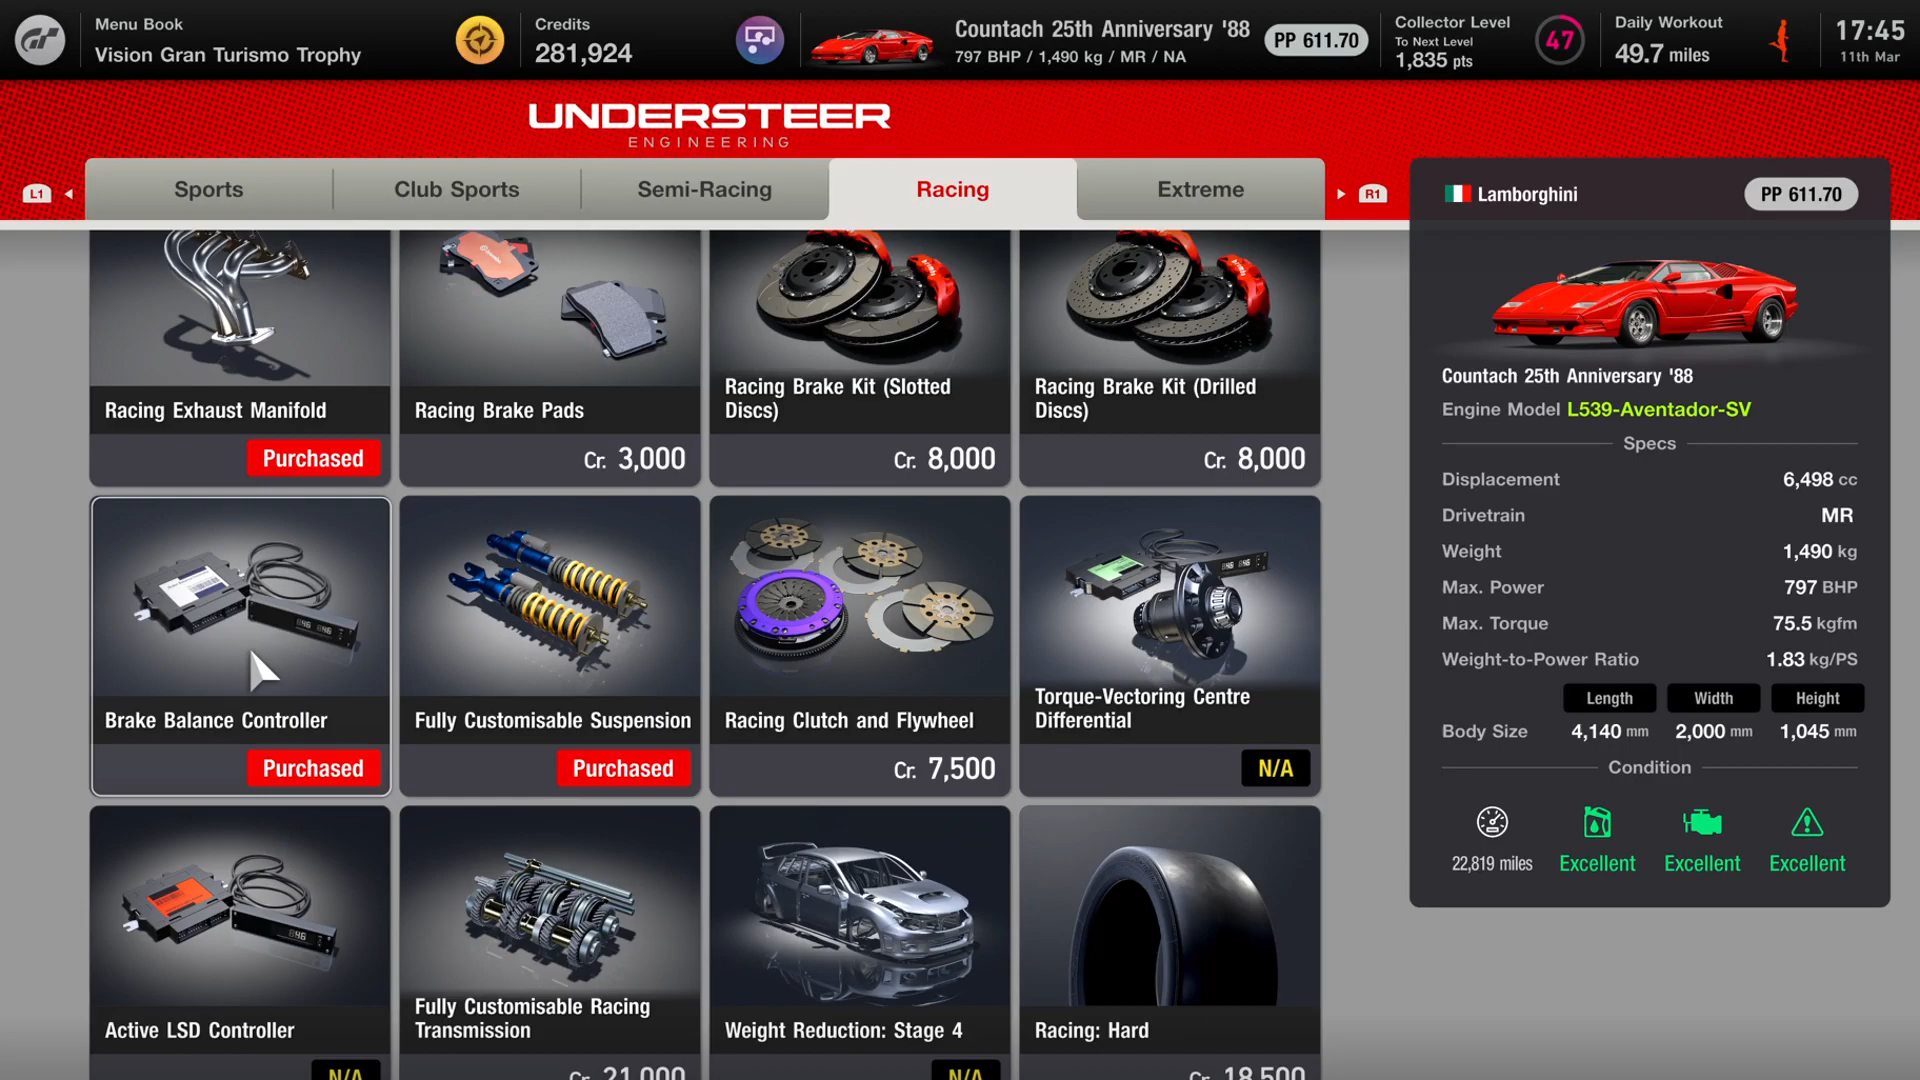 Menu Book
Vision Gran Turismo Trophy
Credits
281,924
Countach 25th Anniversary '88
797 BHP / 1,490 kg / MR / NA
PP 611.70
Collector Level
To Next Level
1,835 pts
47
Daily Workout
49.7 miles
17:45
11th Mar
UNDERSTEER
ENGINEERING
L1
Sports
Club Sports
Semi-Racing
Racing
Extreme
R1
Racing Exhaust Manifold
Purchased
Racing Brake Pads
Cr. 3,000
Racing Brake Kit (Slotted
Discs)
Cr. 8,000
Racing Brake Kit (Drilled
Discs)
Cr. 8,000
Brake Balance Controller
Purchased
Fully Customisable Suspension
Purchased
Racing Clutch and Flywheel
Cr. 7,500
Torque-Vectoring Centre
Differential
N/A
Active LSD Controller
N/A
Fully Customisable Racing
Transmission
Cr. 21,000
Weight Reduction: Stage 4
N/A
Racing: Hard
Cr. 18,500
Lamborghini
PP 611.70
Countach 25th Anniversary '88
Engine Model L539-Aventador-SV
Specs
Displacement 6,498 cc
Drivetrain MR
Weight 1,490 kg
Max. Power 797 BHP
Max. Torque 75.5 kgfm
Weight-to-Power Ratio 1.83 kg/PS
Length Width Height
Body Size 4,140 mm 2,000 mm 1,045 mm
Condition
22,819 miles
Excellent
Excellent
Excellent